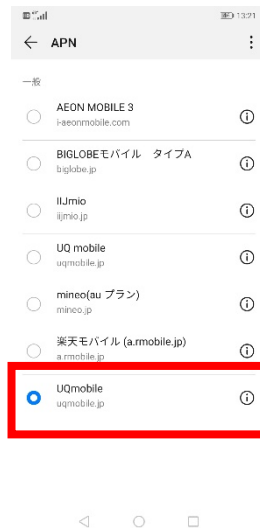 13:21
APN
一般
AEON MOBILE 3
i-aeonmobile.com
BIGLOBEモバイル　タイプA
biglobe.jp
IIJmio
iijmio.jp
UQ mobile
uqmobile.jp
mineo(au プラン)
mineo.jp
楽天モバイル (a.rmobile.jp)
a.rmobile.jp
UQmobile
uqmobile.jp